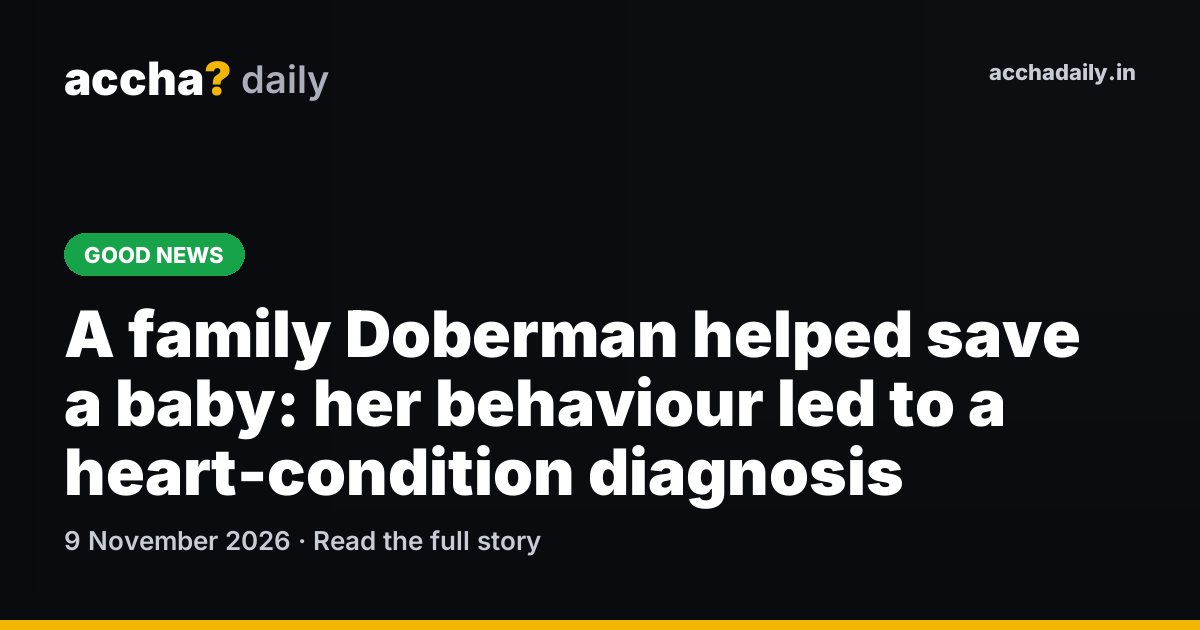 accha? daily
acchadaily.in
GOOD NEWS
A family Doberman helped save
a baby: her behaviour led to a
heart-condition diagnosis
9 November 2026 · Read the full story